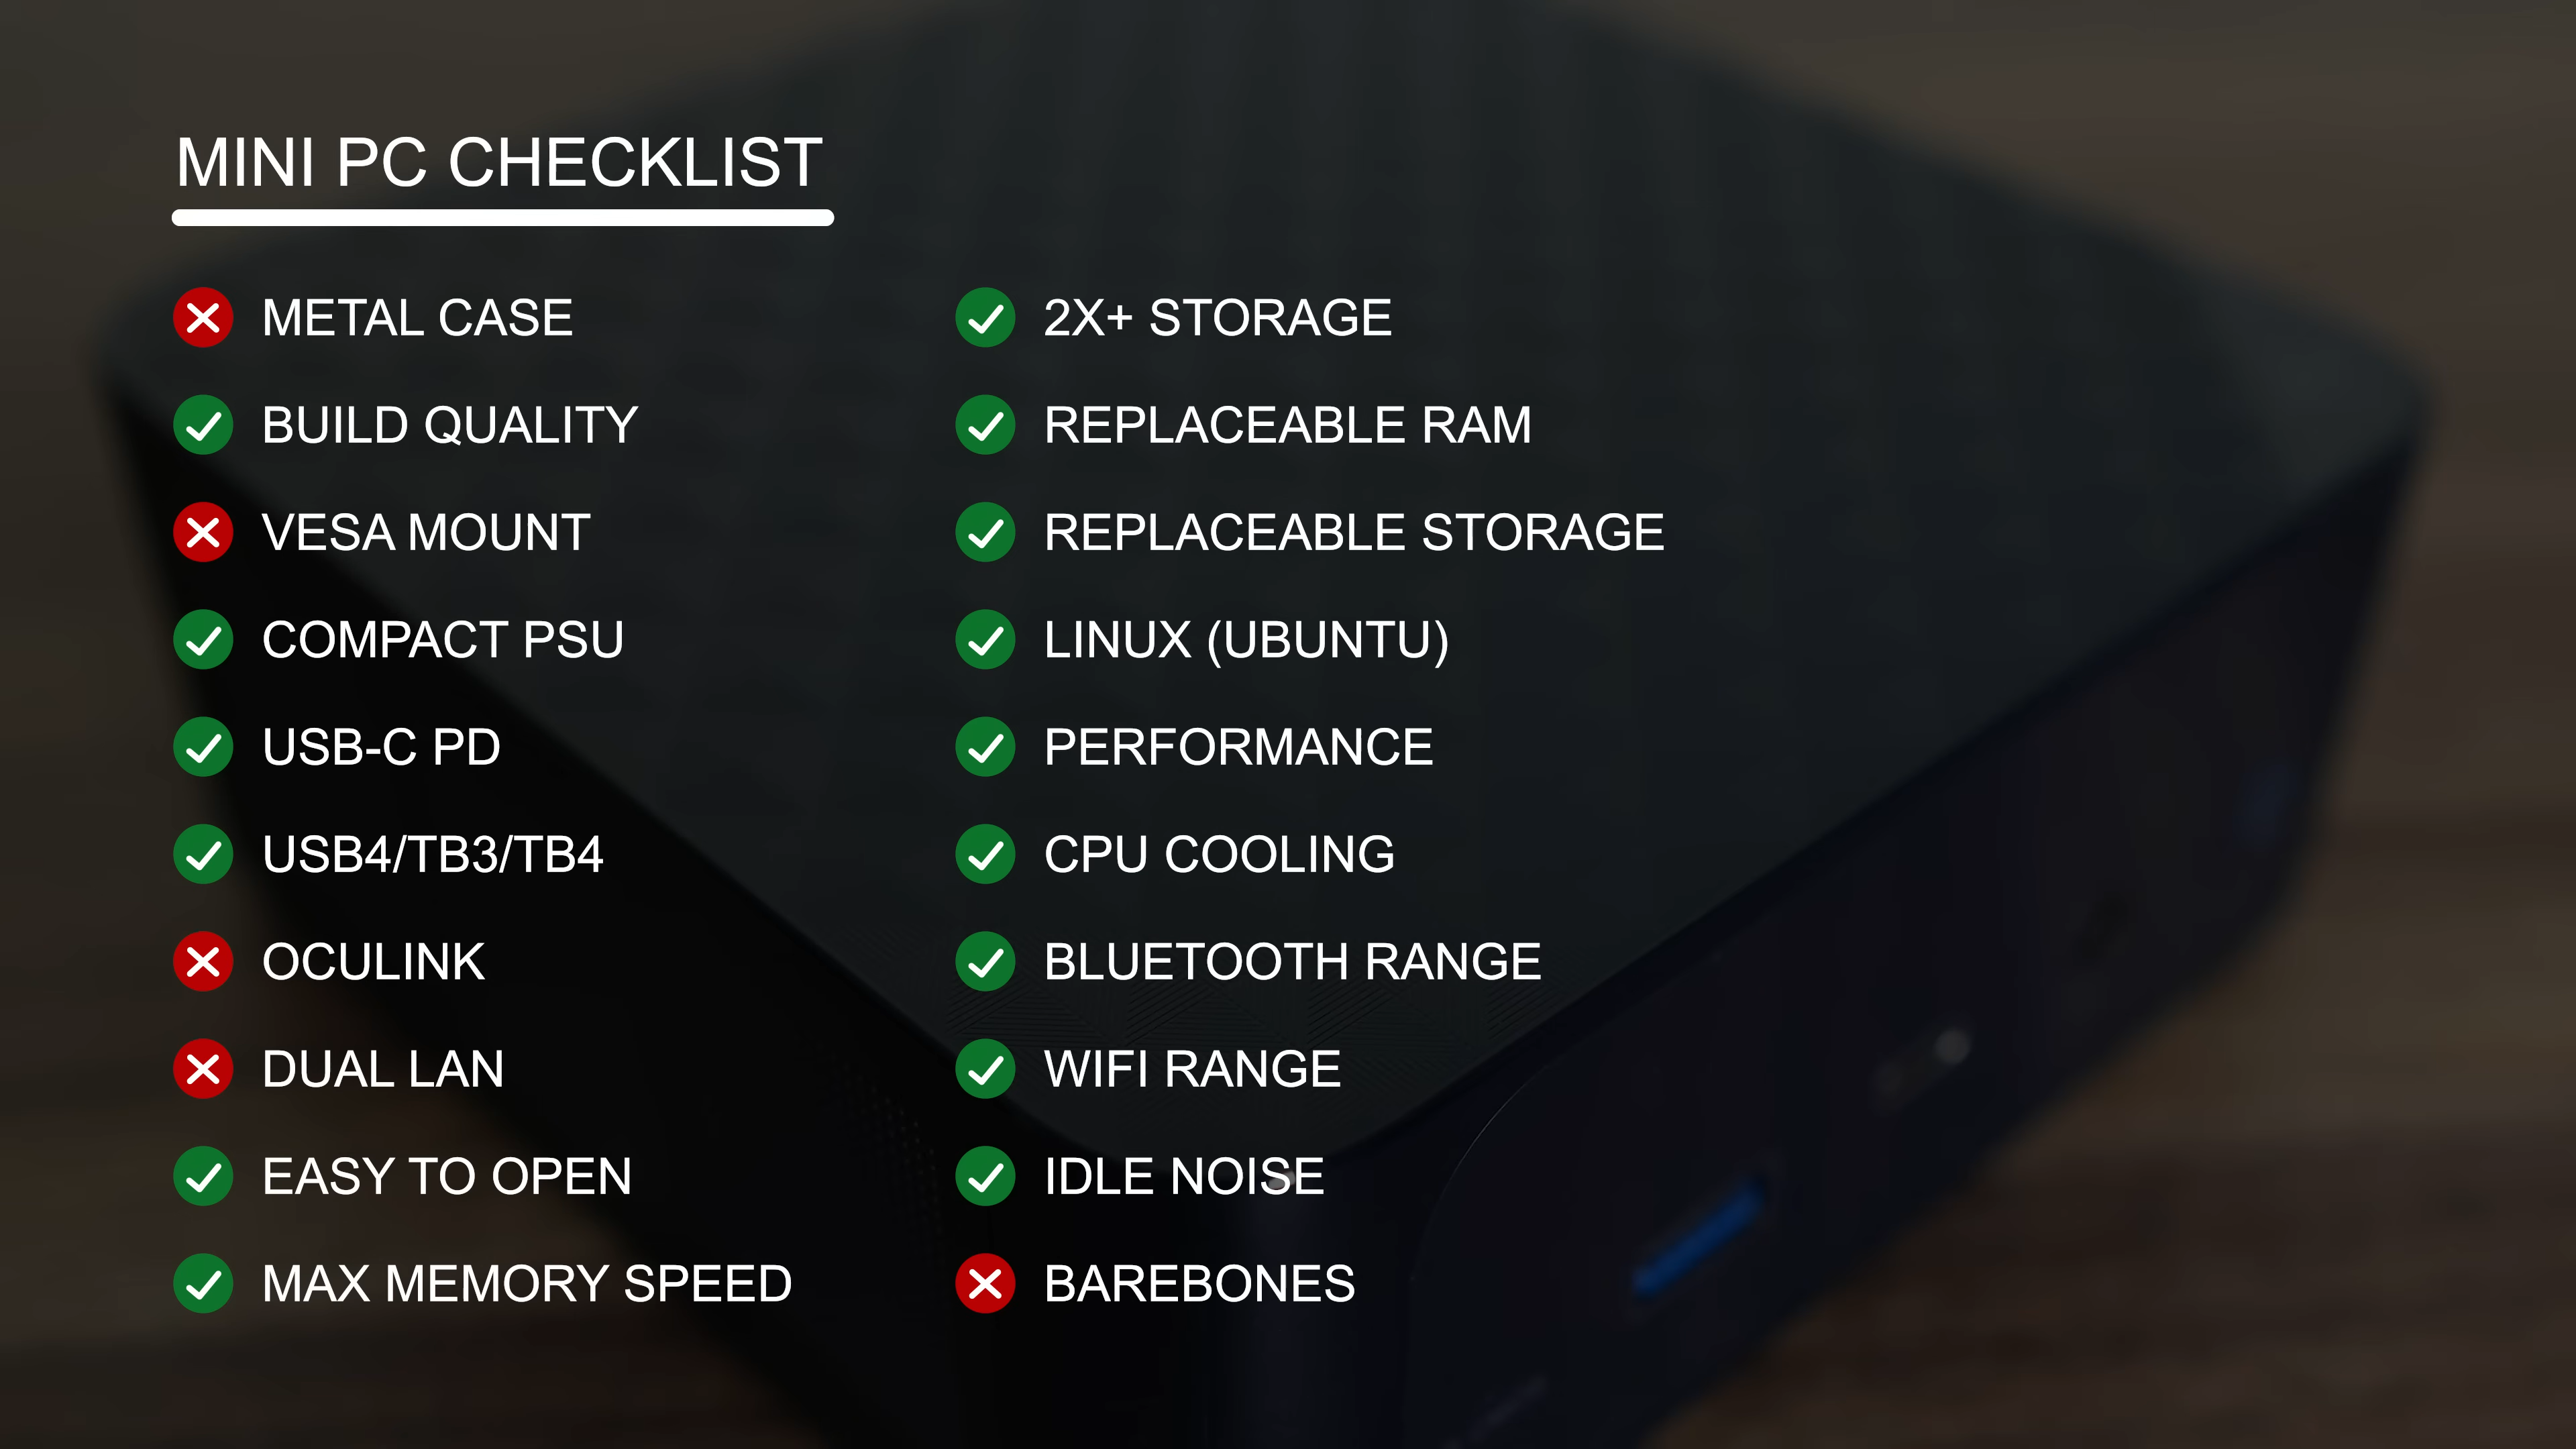 MINI PC CHECKLIST
METAL CASE
BUILD QUALITY
VESA MOUNT
COMPACT PSU
USB-C PD
USB4/TB3/TB4
OCULINK
DUAL LAN
EASY TO OPEN
MAX MEMORY SPEED
2X+ STORAGE
REPLACEABLE RAM
REPLACEABLE STORAGE
LINUX (UBUNTU)
PERFORMANCE
CPU COOLING
BLUETOOTH RANGE
WIFI RANGE
IDLE NOISE
BAREBONES